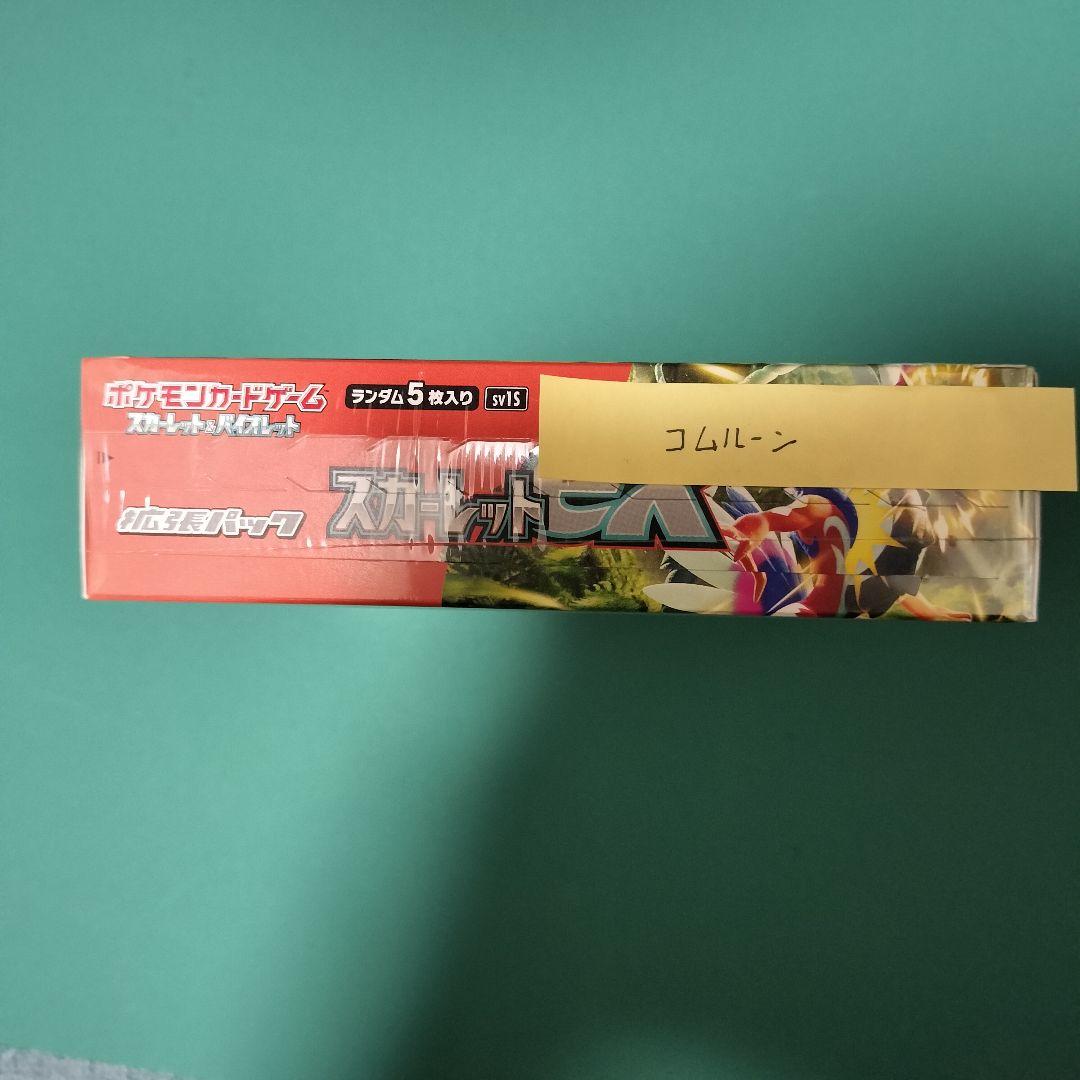 ポケモンカードゲーム
スカーレット&バイオレット
ランダム5枚入り
sv1S
コムルーン
スカーレットex
拡張パック